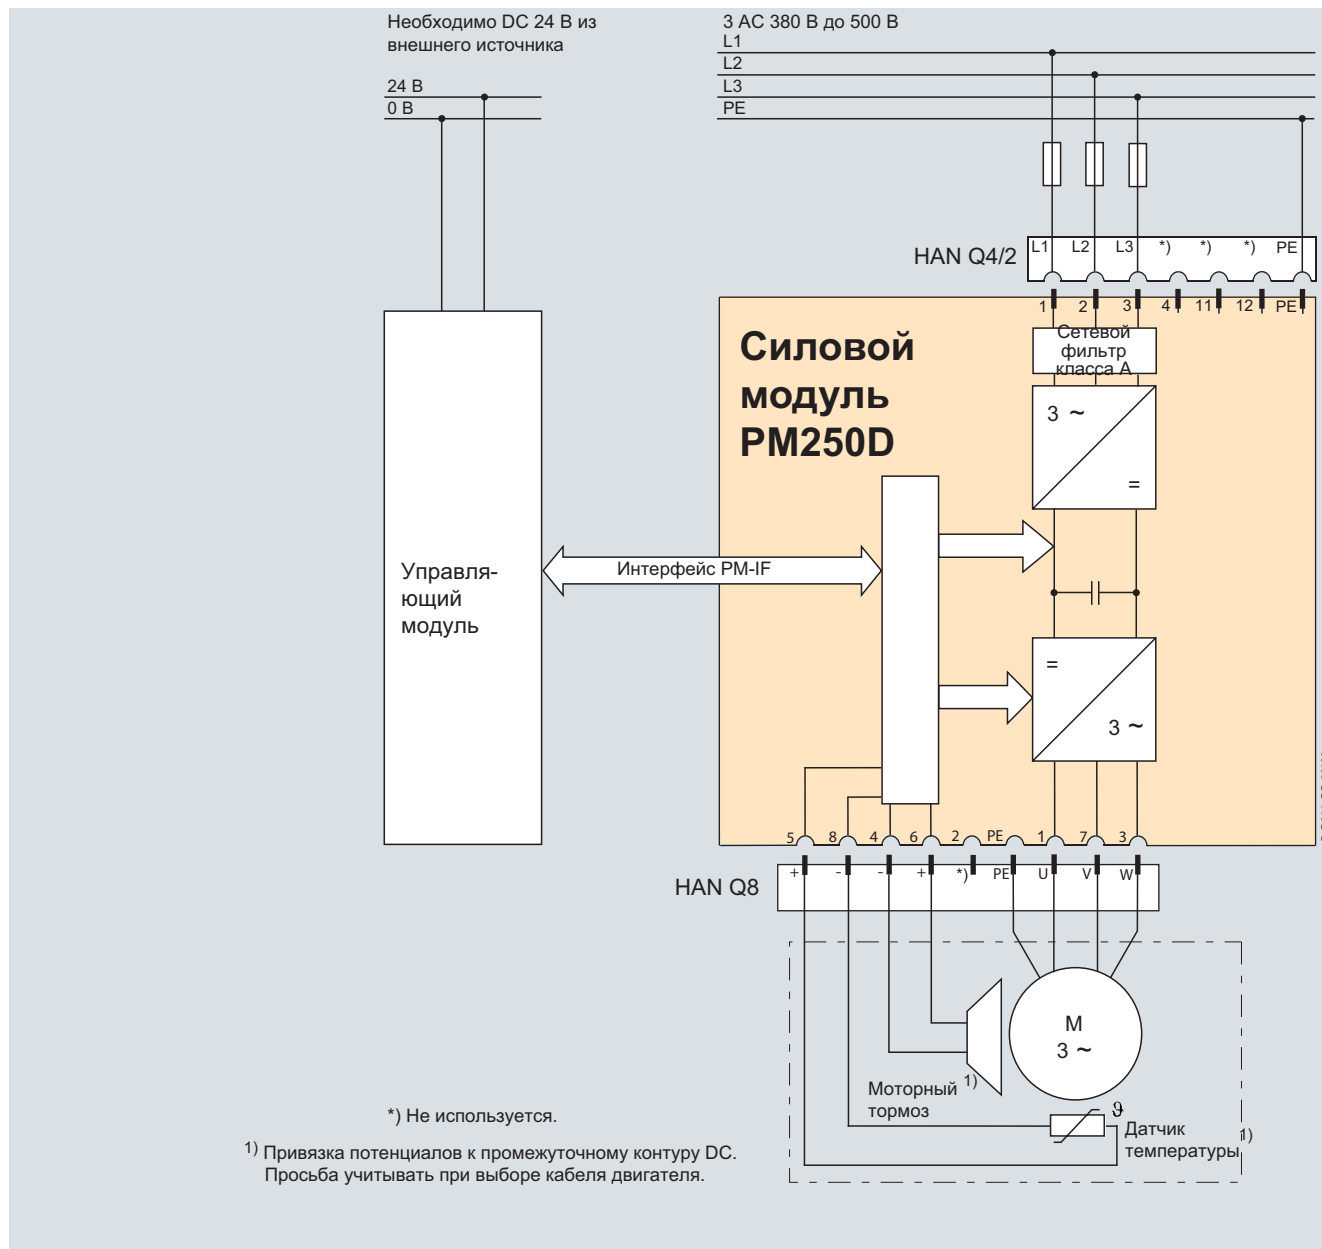 Необходимо DC 24 В из
внешнего источника
24 В
0 В
3 AC 380 В до 500 В
L1
L2
L3
PE
HAN Q4/2
L1 L2 L3 *) *) *) PE
1 2 3 4 11 12 PE
Силовой
модуль
PM250D
Сетевой
фильтр
класса А
3 ~
=
Управля-
ющий
модуль
Интерфейс PM-IF
=
3 ~
5 8 4 6 2 PE 1 7 3
HAN Q8
+ - - + *) PE U V W
M
3 ~
Моторный 1)
тормоз
ϑ
Датчик
температуры 1)
*) Не используется.
1) Привязка потенциалов к промежуточному контуру DC.
Просьба учитывать при выборе кабеля двигателя.